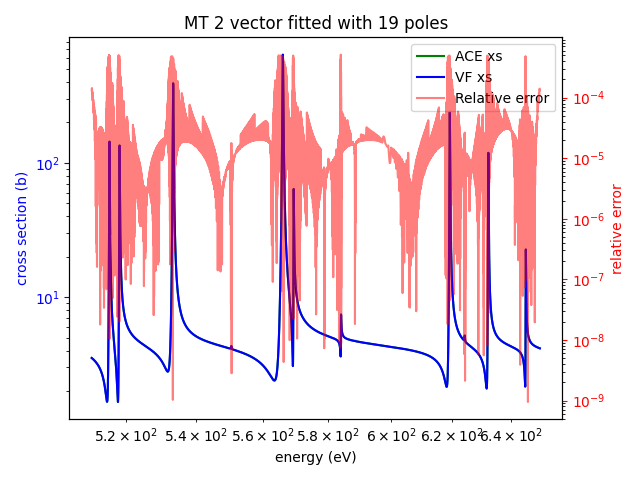 MT 2 vector fitted with 19 poles
ACE xs
VF xs
Relative error
cross section (b)
10²
10¹
relative error
10⁻⁴
10⁻⁵
10⁻⁶
10⁻⁷
10⁻⁸
10⁻⁹
5.2 × 10² 5.4 × 10² 5.6 × 10² 5.8 × 10² 6 × 10² 6.2 × 10² 6.4 × 10²
energy (eV)